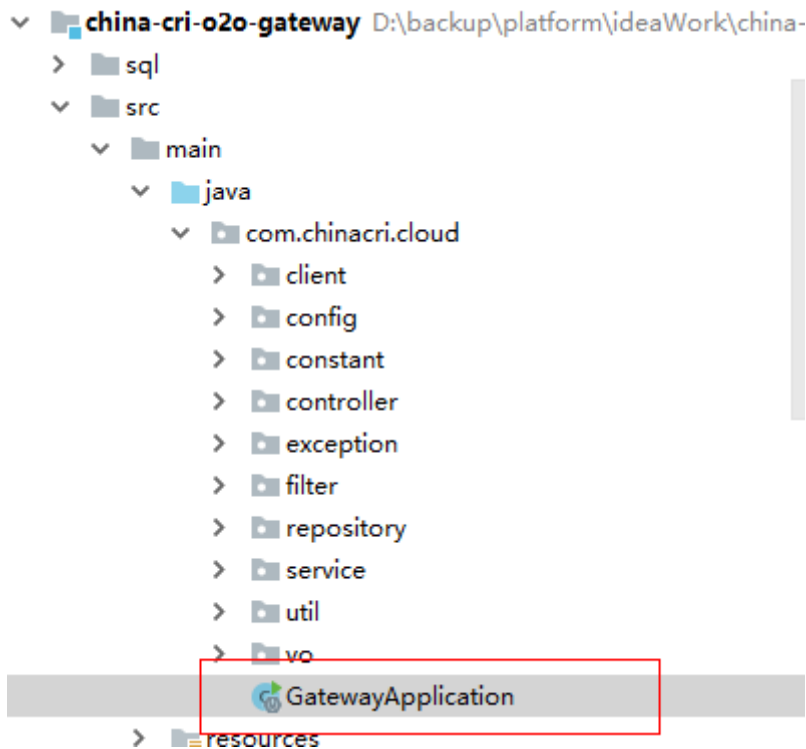 china-cri-o2o-gateway D:\backup\platform\ideaWork\china-
sql
src
main
java
com.chinacri.cloud
client
config
constant
controller
exception
filter
repository
service
util
vo
GatewayApplication
resources